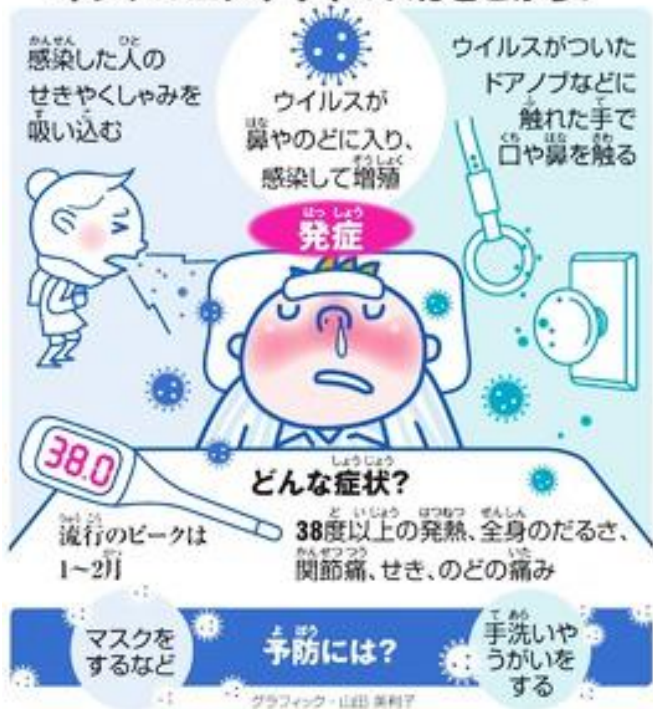 感染した人の
せきやくしゃみを
吸い込む
ウイルスが
鼻やのどに入り、
感染して増殖
ウイルスがついた
ドアノブなどに
触れた手で
口や鼻を触る
発症
38.0
どんな症状?
流行のピークは
1〜2月
38度以上の発熱、全身のだるさ、
関節痛、せき、のどの痛み
マスクを
するなど
予防には?
手洗いや
うがいを
する
グラフィック・山田 英利子